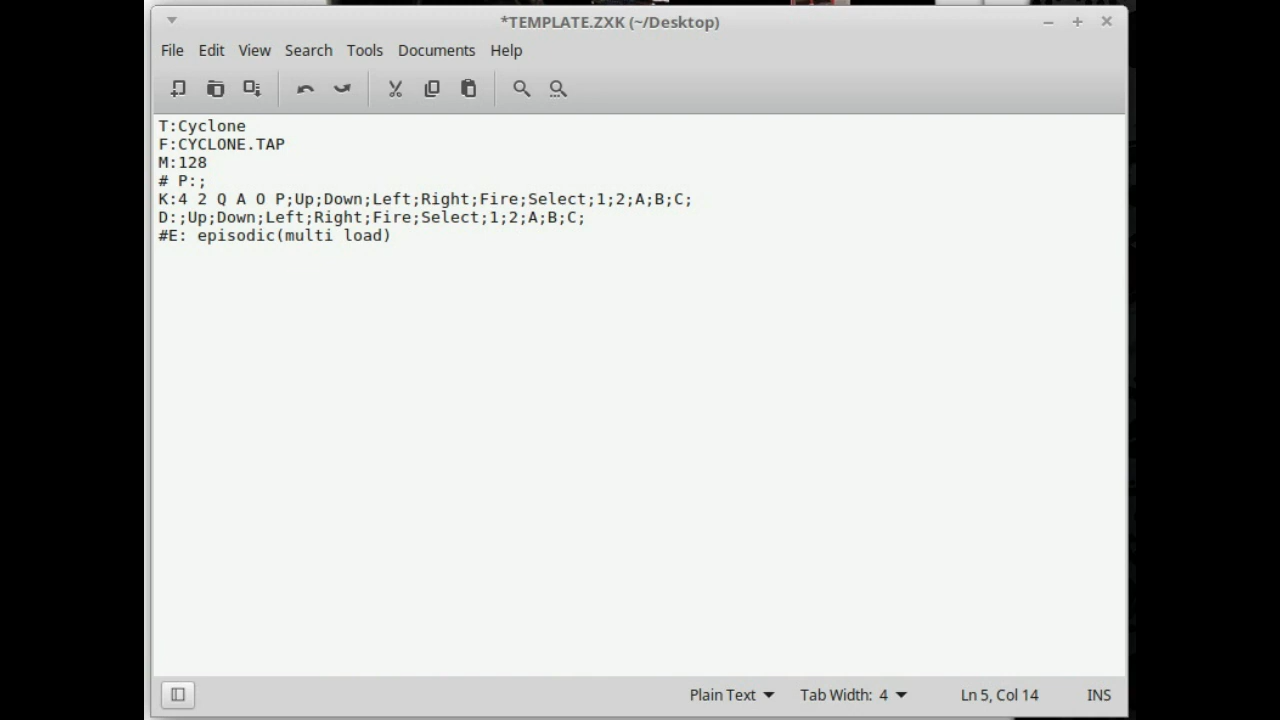 *TEMPLATE.ZXK (~/Desktop)
File Edit View Search Tools Documents Help
T:Cyclone
F:CYCLONE.TAP
M:128
# P:;
K:4 2 Q A O P;Up;Down;Left;Right;Fire;Select;1;2;A;B;C;
D:;Up;Down;Left;Right;Fire;Select;1;2;A;B;C;
#E: episodic(multi load)
Plain Text Tab Width: 4 Ln 5, Col 14 INS